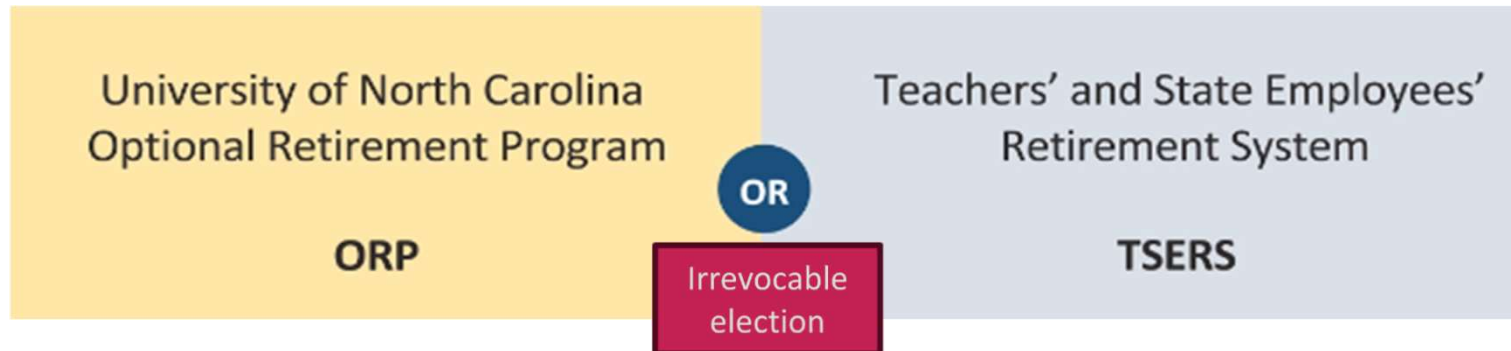 University of North Carolina
Optional Retirement Program
ORP
OR
Irrevocable
election
Teachers’ and State Employees’
Retirement System
TSERS